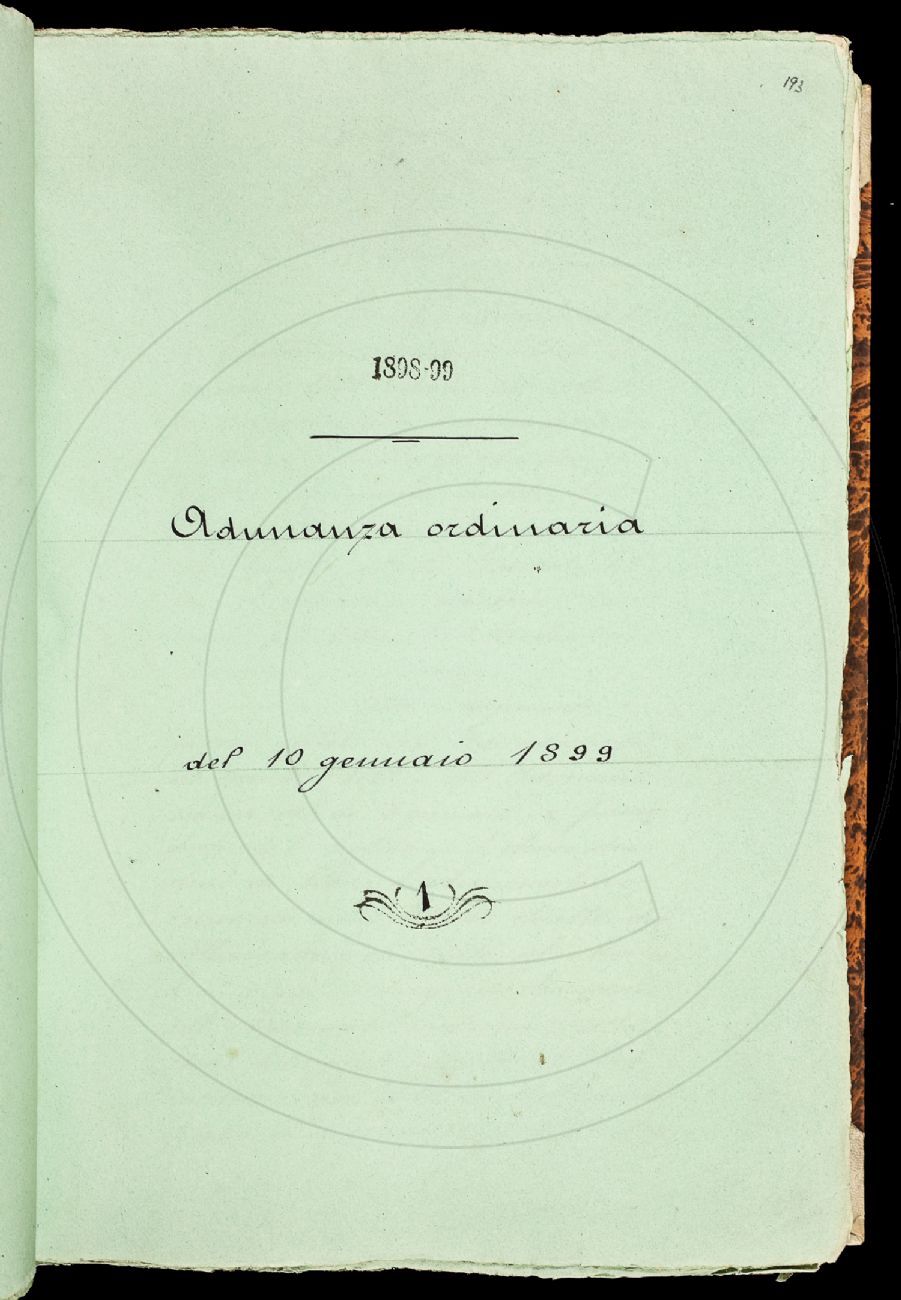 193
1898-99
Adunanza ordinaria
del 10 gennaio 1899
1